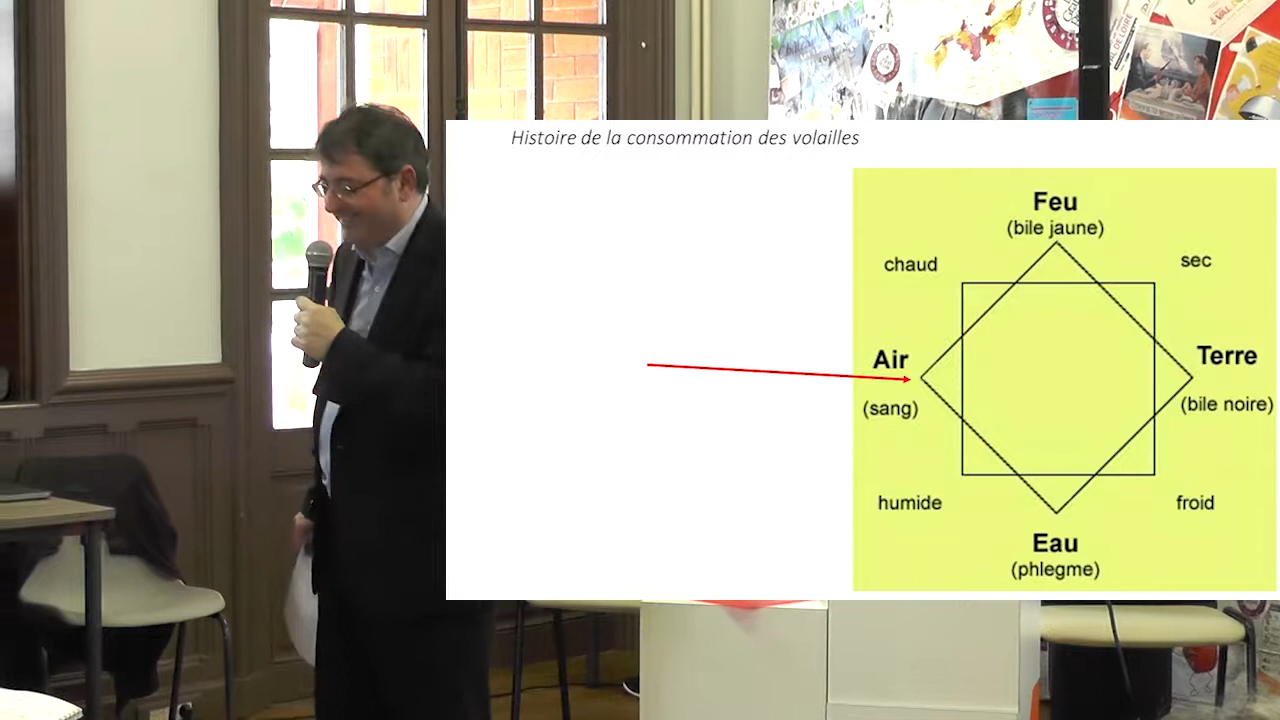 Histoire de la consommation des volailles
Feu
(bile jaune)
chaud
sec
Air
Terre
(sang)
(bile noire)
humide
froid
Eau
(phlegme)